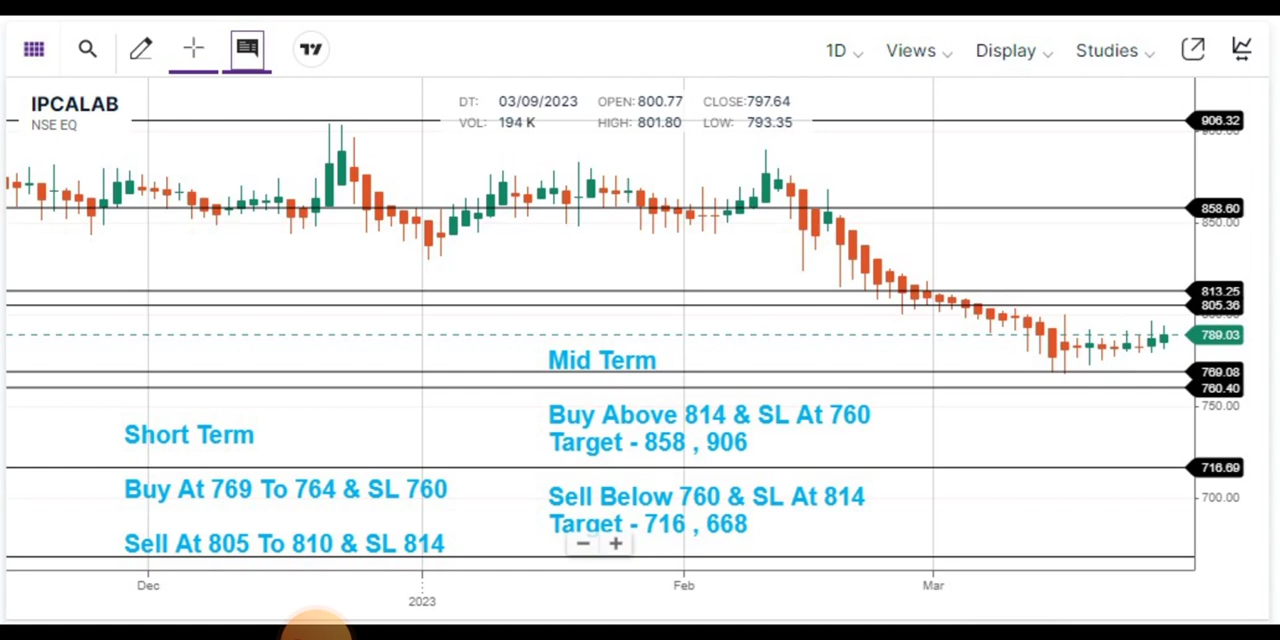 1D Views Display Studies
IPCALAB
NSE EQ
DT: 03/09/2023 OPEN: 800.77 CLOSE: 797.64
VOL: 194 K HIGH: 801.80 LOW: 793.35
906.32
858.60
850.00
813.25
805.36
789.03
769.08
760.40
750.00
716.69
700.00
Short Term
Buy At 769 To 764 & SL 760
Sell At 805 To 810 & SL 814
Mid Term
Buy Above 814 & SL At 760
Target - 858 , 906
Sell Below 760 & SL At 814
Target - 716 , 668
Dec
2023
Feb
Mar